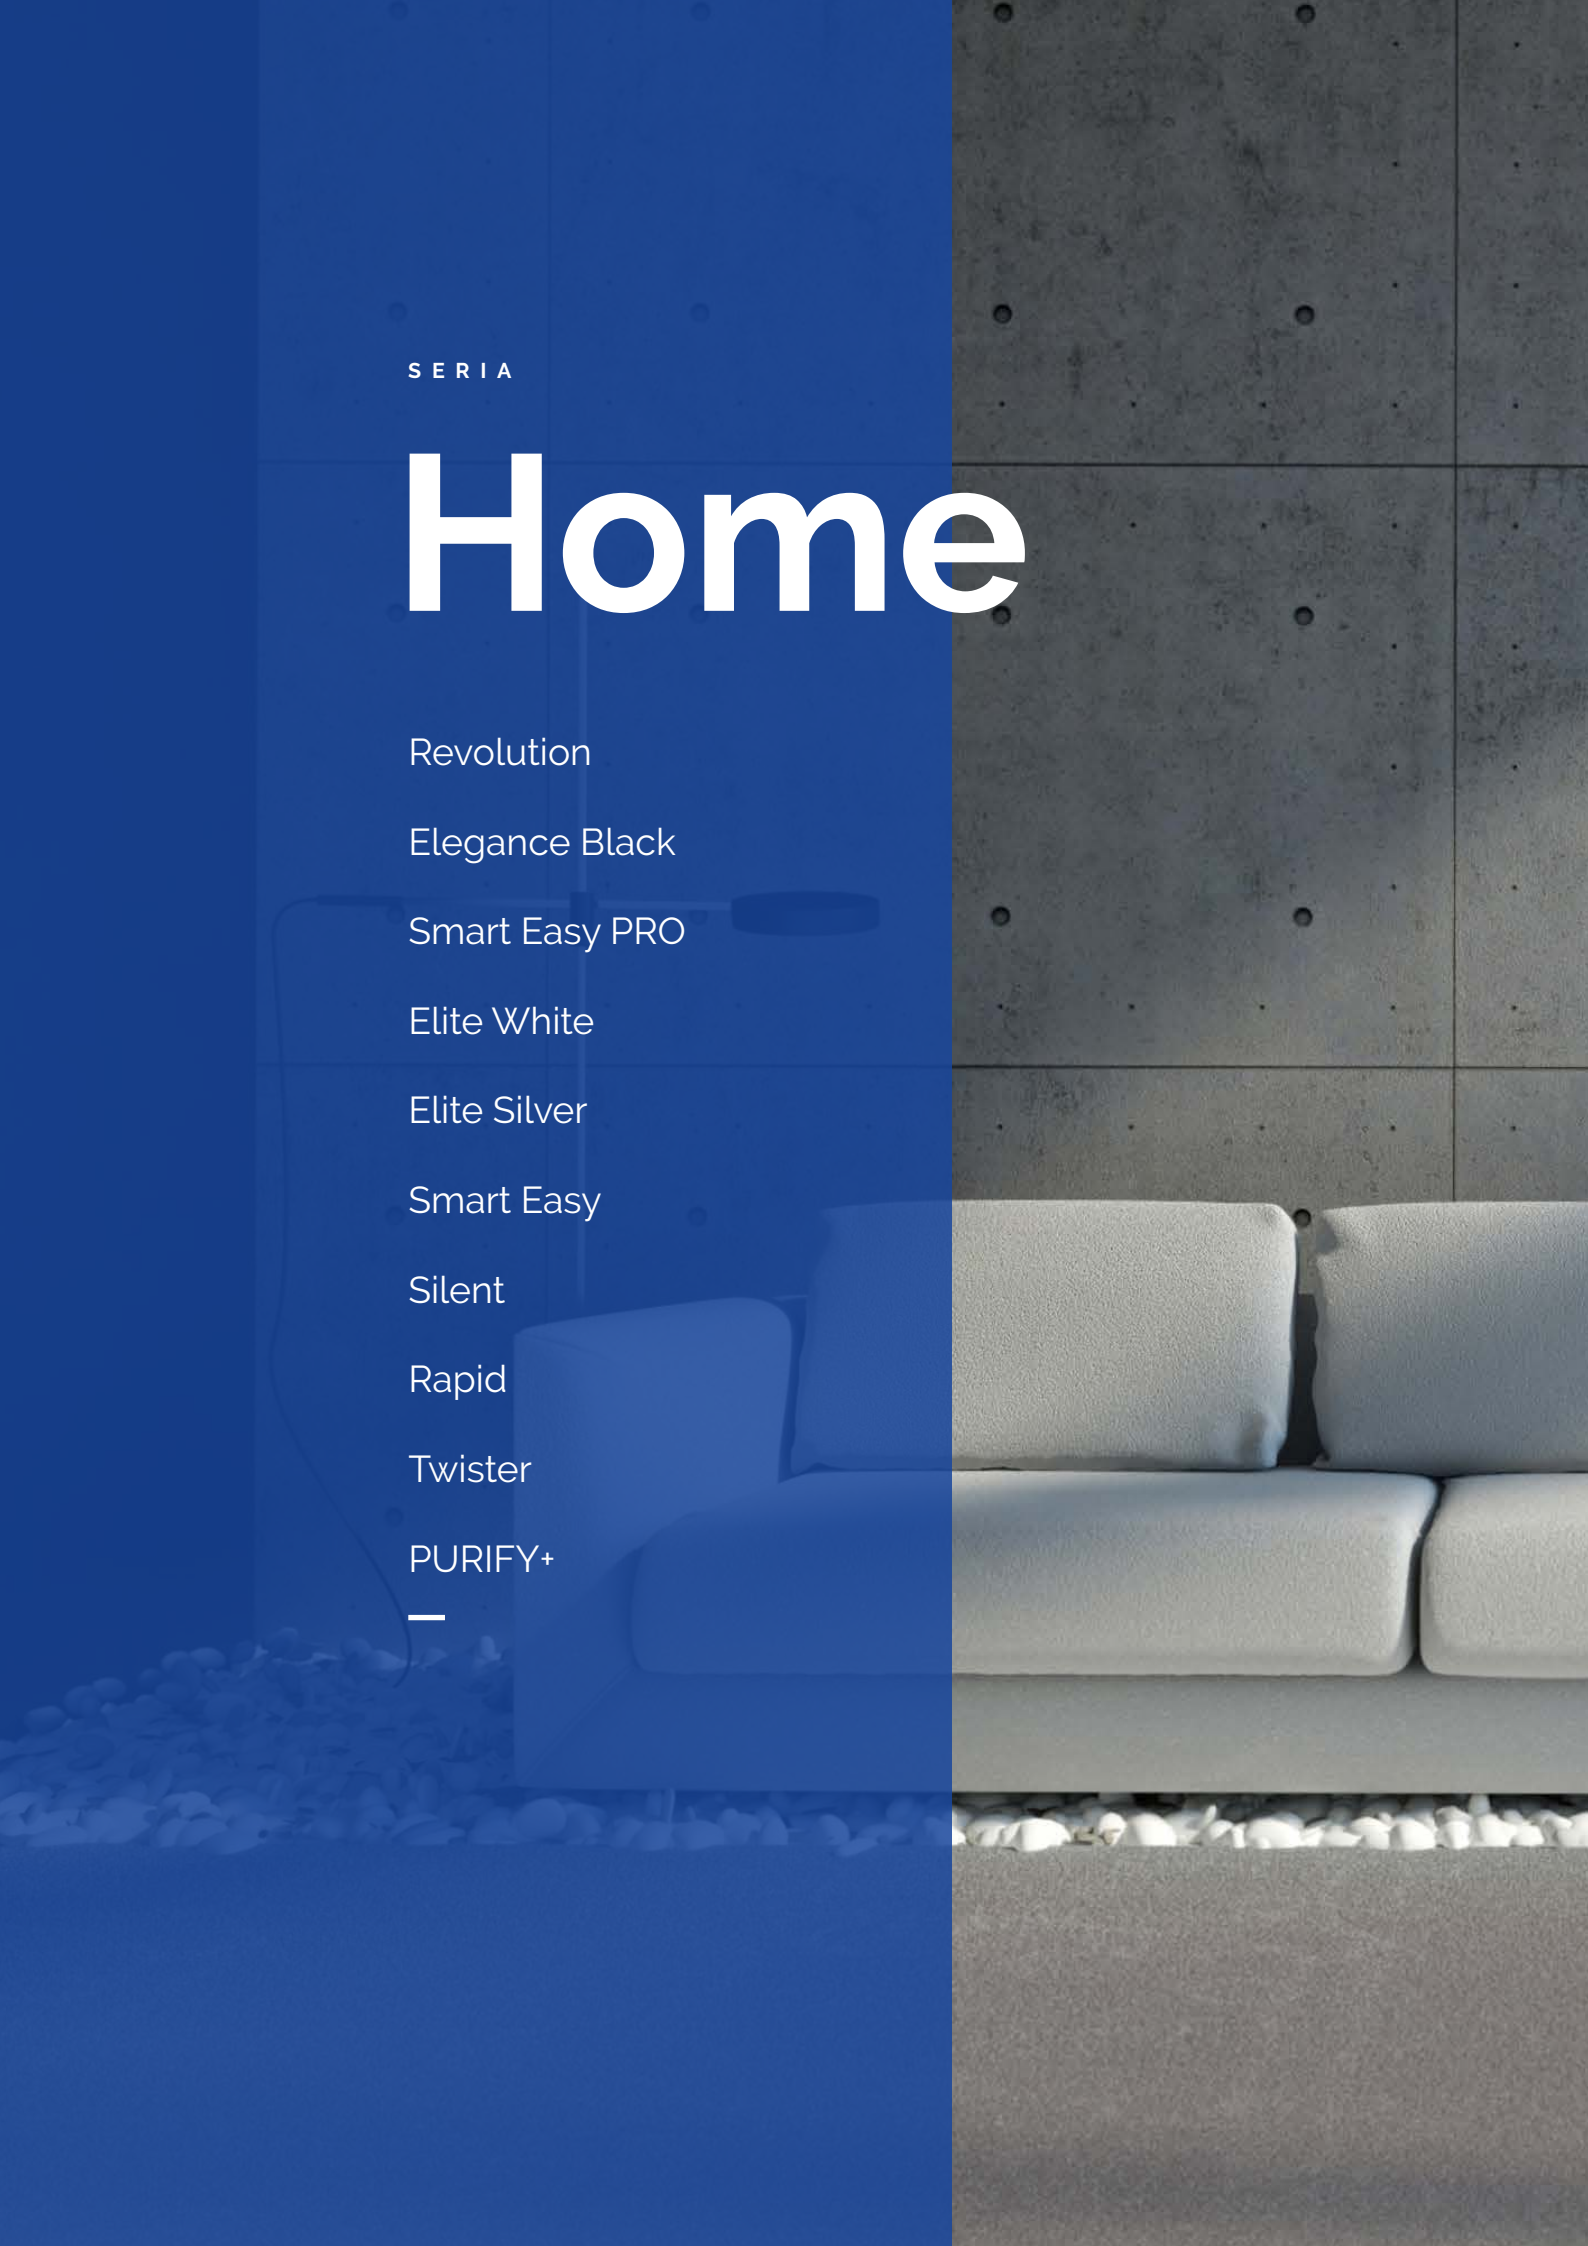 SERIA
Home
Revolution
Elegance Black
Smart Easy PRO
Elite White
Elite Silver
Smart Easy
Silent
Rapid
Twister
PURIFY+